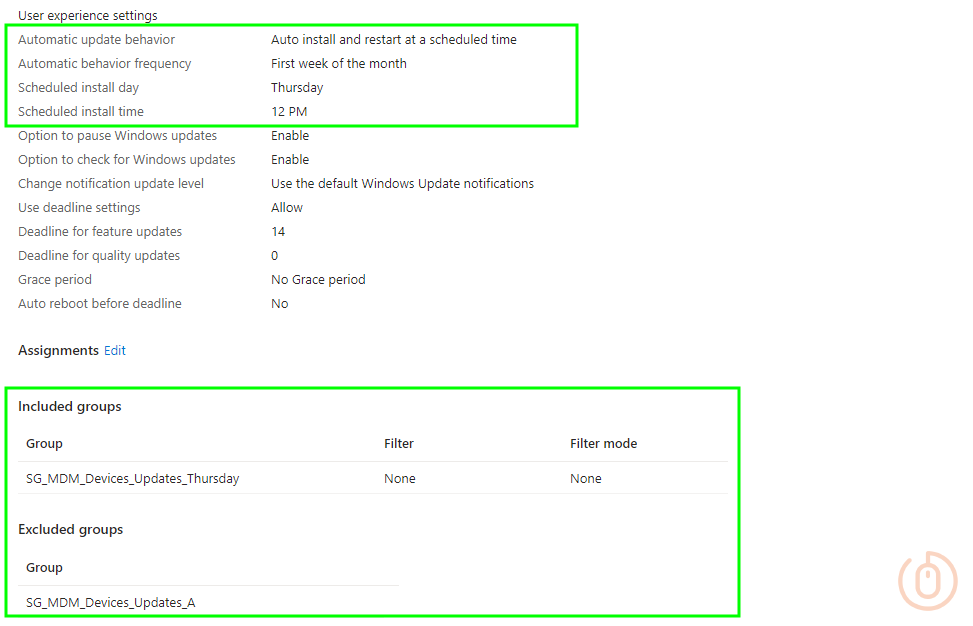 User experience settings
Automatic update behavior Auto install and restart at a scheduled time
Automatic behavior frequency First week of the month
Scheduled install day Thursday
Scheduled install time 12 PM
Option to pause Windows updates Enable
Option to check for Windows updates Enable
Change notification update level Use the default Windows Update notifications
Use deadline settings Allow
Deadline for feature updates 14
Deadline for quality updates 0
Grace period No Grace period
Auto reboot before deadline No
Assignments Edit
Included groups
Group Filter Filter mode
SG_MDM_Devices_Updates_Thursday None None
Excluded groups
Group
SG_MDM_Devices_Updates_A